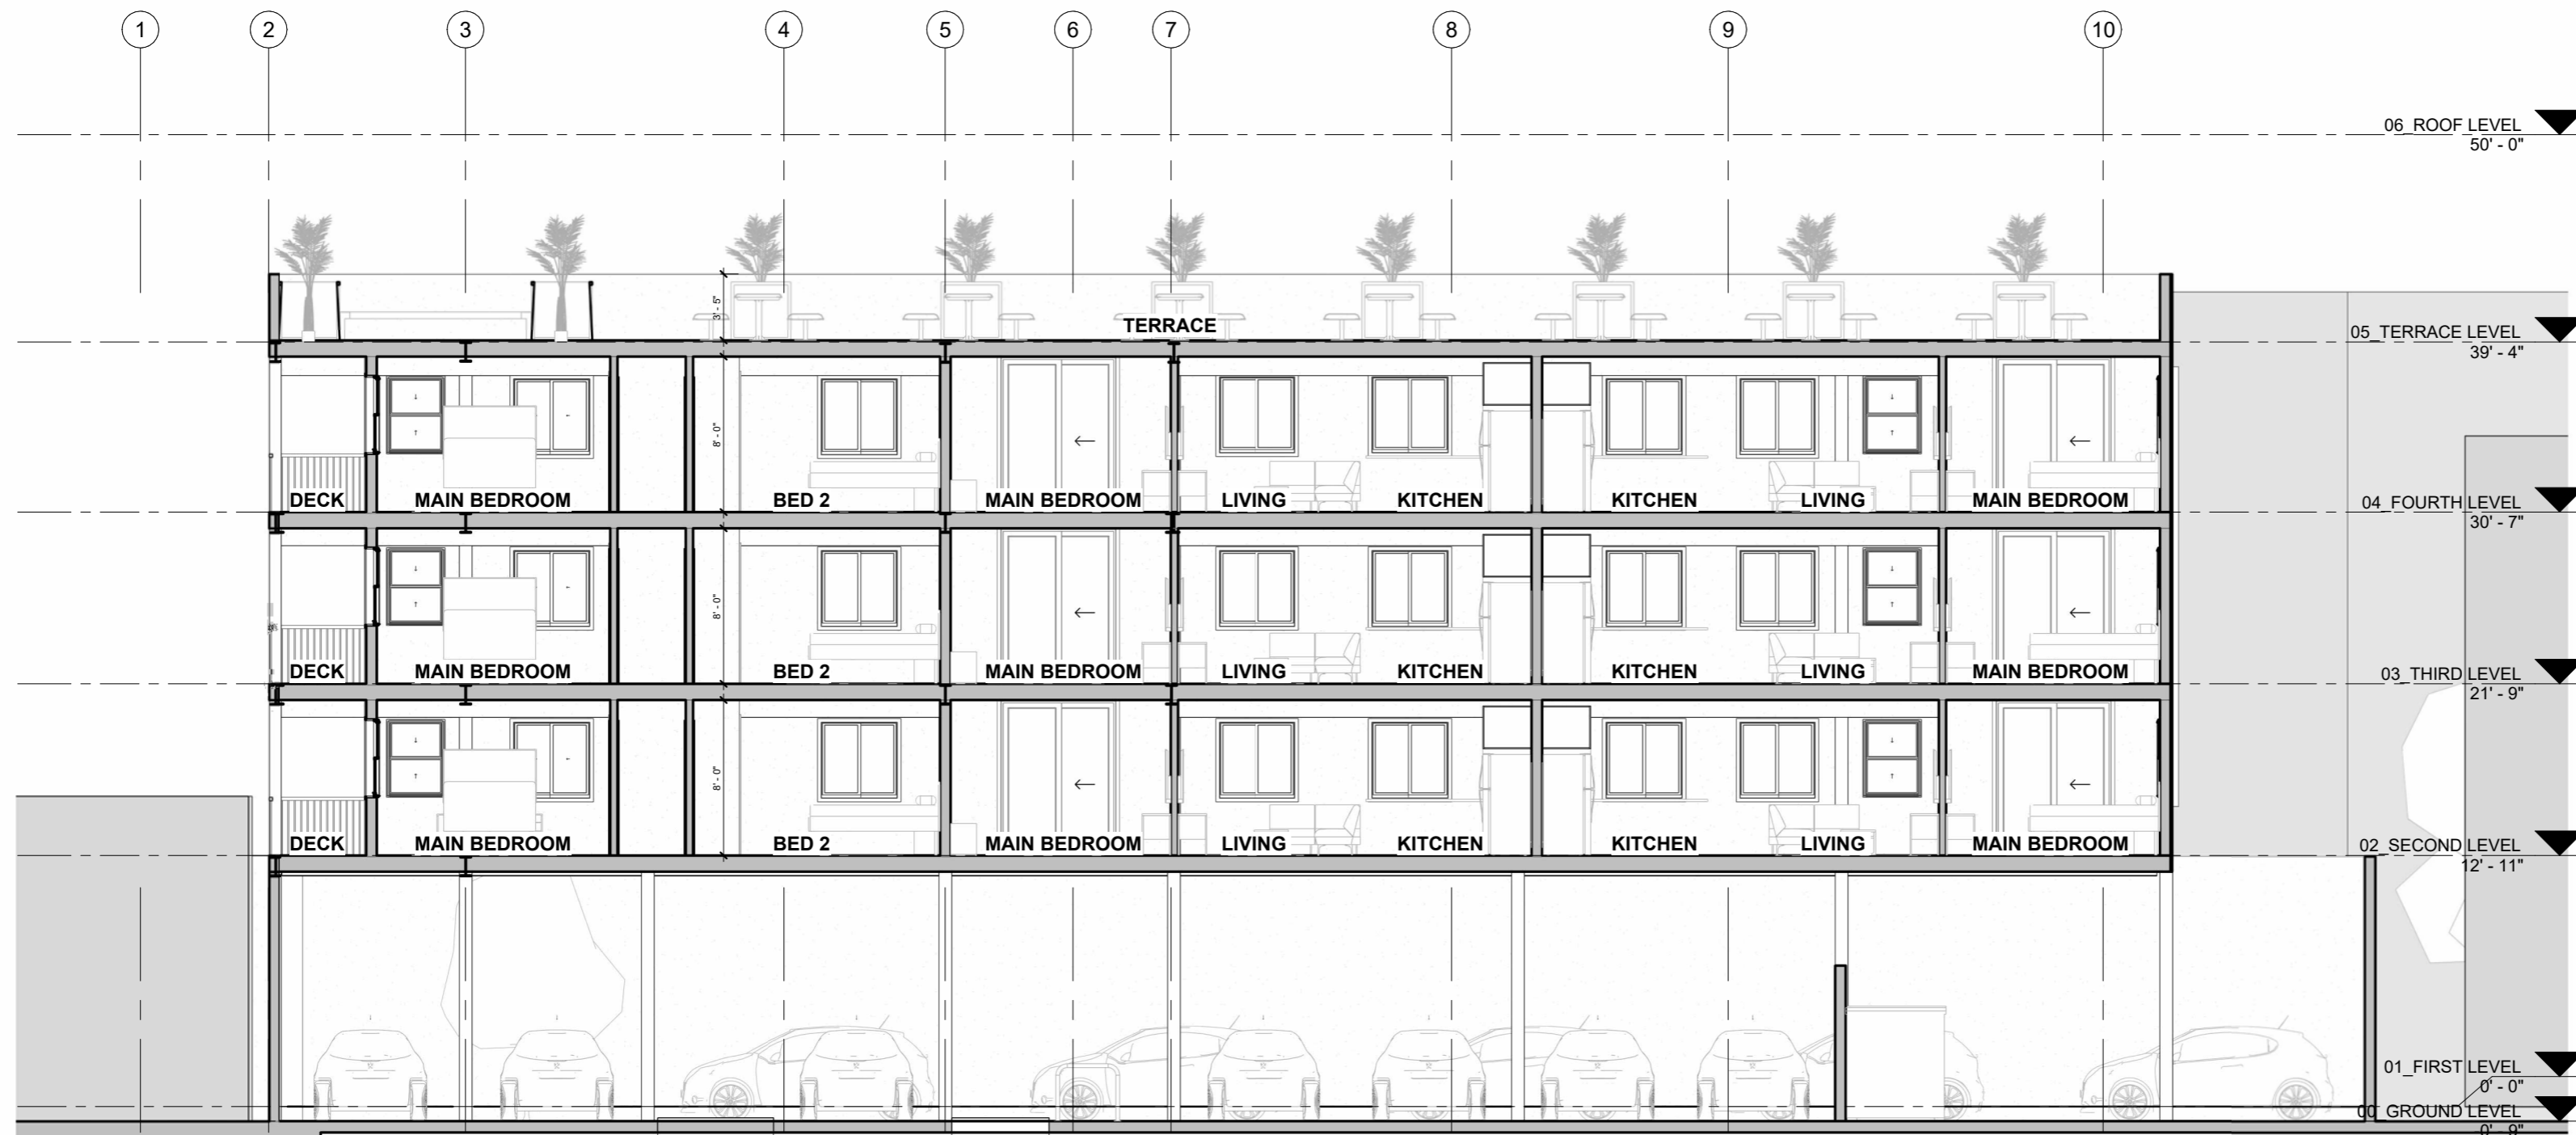 1 2 3 4 5 6 7 8 9 10
06_ROOF LEVEL
50' - 0"
3' - 5"
TERRACE
05_TERRACE LEVEL
39' - 4"
8' - 0"
DECK MAIN BEDROOM BED 2 MAIN BEDROOM LIVING KITCHEN KITCHEN LIVING MAIN BEDROOM
04_FOURTH LEVEL
30' - 7"
8' - 0"
DECK MAIN BEDROOM BED 2 MAIN BEDROOM LIVING KITCHEN KITCHEN LIVING MAIN BEDROOM
03_THIRD LEVEL
21' - 9"
8' - 0"
DECK MAIN BEDROOM BED 2 MAIN BEDROOM LIVING KITCHEN KITCHEN LIVING MAIN BEDROOM
02_SECOND LEVEL
12' - 11"
01_FIRST LEVEL
0' - 0"
00_GROUND LEVEL
-0' - 9"